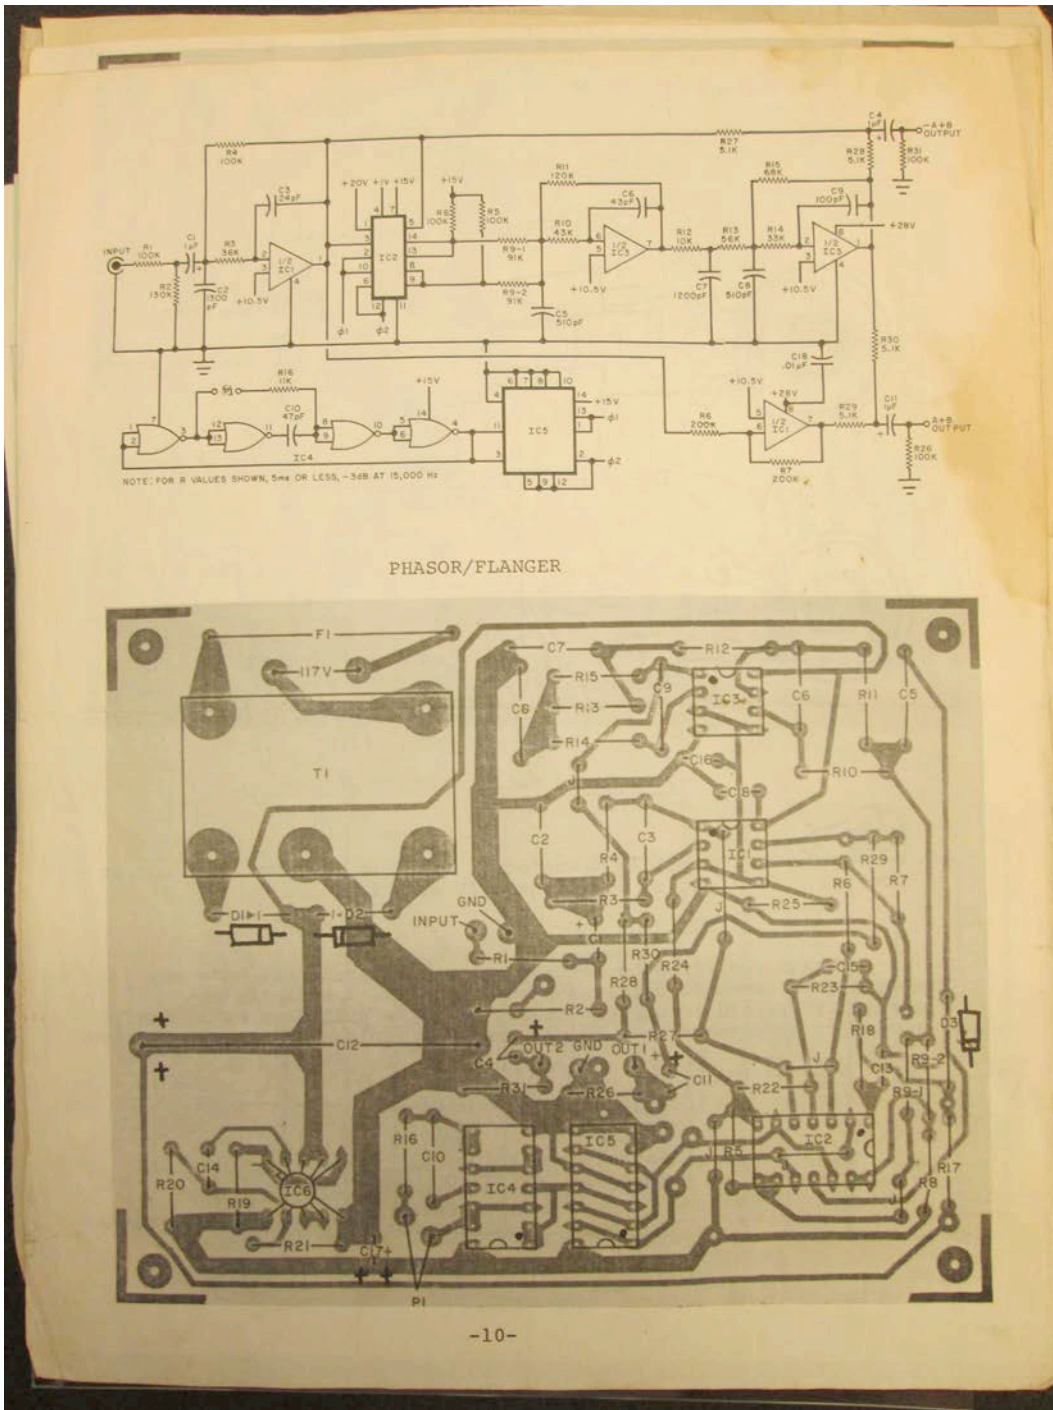 C4
1µF
-A+B
OUTPUT
R27
5.1K
R28
5.1K
R31
100K
R4
100K
C3
24pF
+20V
+1V
+15V
+15V
R5
100K
R11
120K
C6
43pF
R15
68K
C9
100pF
+28V
INPUT
R1
100K
C1
1µF
R3
36K
1/2
IC1
IC2
R10
43K
1/2
IC3
R12
10K
R13
56K
R14
33K
1/2
IC3
R9-1
91K
R9-2
91K
R2
130K
C2
1300
pF
+10.5V
+10.5V
C7
1200pF
C8
510pF
+10.5V
C5
510pF
φ1
φ2
R30
5.1K
C18
.01µF
R16
11K
C10
47pF
+15V
IC4
IC5
+15V
φ1
φ2
R6
200K
+10.5V
+28V
1/2
IC1
R29
5.1K
C11
1µF
A+B
OUTPUT
R7
200K
R26
100K
NOTE: FOR R VALUES SHOWN, 5ms OR LESS, -3dB AT 15,000 Hz
PHASOR/FLANGER
F1
117V
T1
C7
R12
R15
C9
C8
R13
R14
IC3
C6
R11
C5
R10
J
C16
C18
C2
R4
C3
IC1
R29
R6
R7
R3
J
R25
D1
D2
INPUT
GND
R1
R30
R24
R28
C15
R23
R2
R27
R18
D3
C12
C4
OUT2
GND
OUT1
C11
J
C13
R9-2
R31
R26
R22
R9-1
R16
C10
IC5
IC2
R5
J
R20
C14
R19
IC6
IC4
R17
R8
J
R21
C17+
P1
-10-